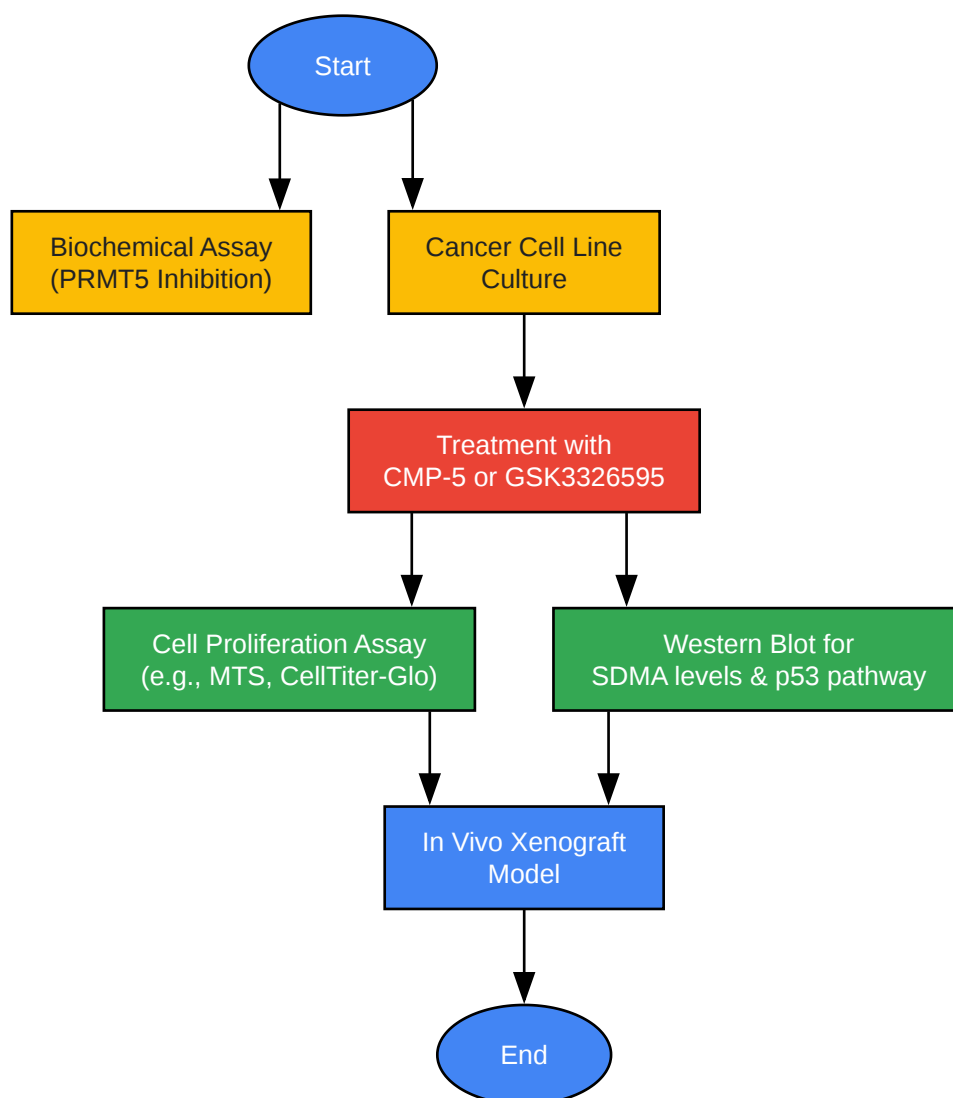 Start
Biochemical Assay
(PRMT5 Inhibition)
Cancer Cell Line
Culture
Treatment with
CMP-5 or GSK3326595
Cell Proliferation Assay
(e.g., MTS, CellTiter-Glo)
Western Blot for
SDMA levels & p53 pathway
In Vivo Xenograft
Model
End